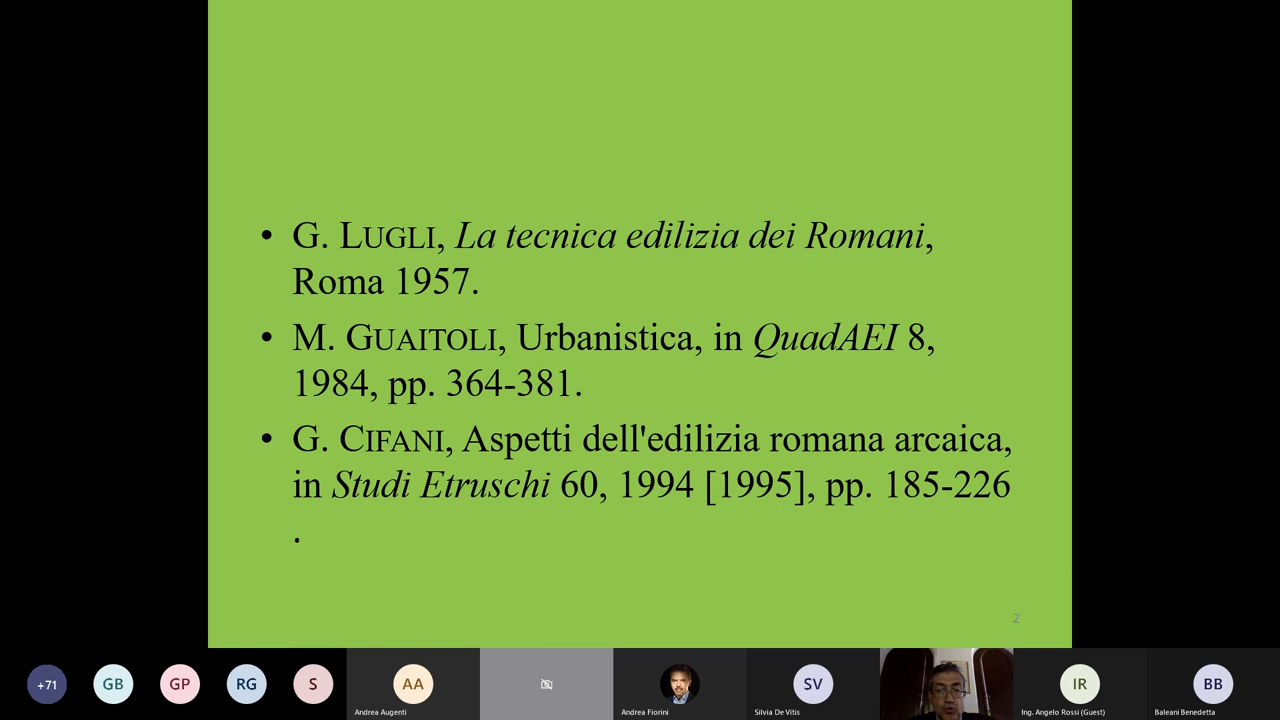 • G. LUGLI, La tecnica edilizia dei Romani,
Roma 1957.
• M. GUAITOLI, Urbanistica, in QuadAEI 8,
1984, pp. 364-381.
• G. CIFANI, Aspetti dell'edilizia romana arcaica,
in Studi Etruschi 60, 1994 [1995], pp. 185-226
.
2
+71
GB
GP
RG
S
AA
Andrea Augenti
Andrea Fiorini
SV
Silvia De Vitis
IR
Ing. Angelo Rossi (Guest)
BB
Baleani Benedetta